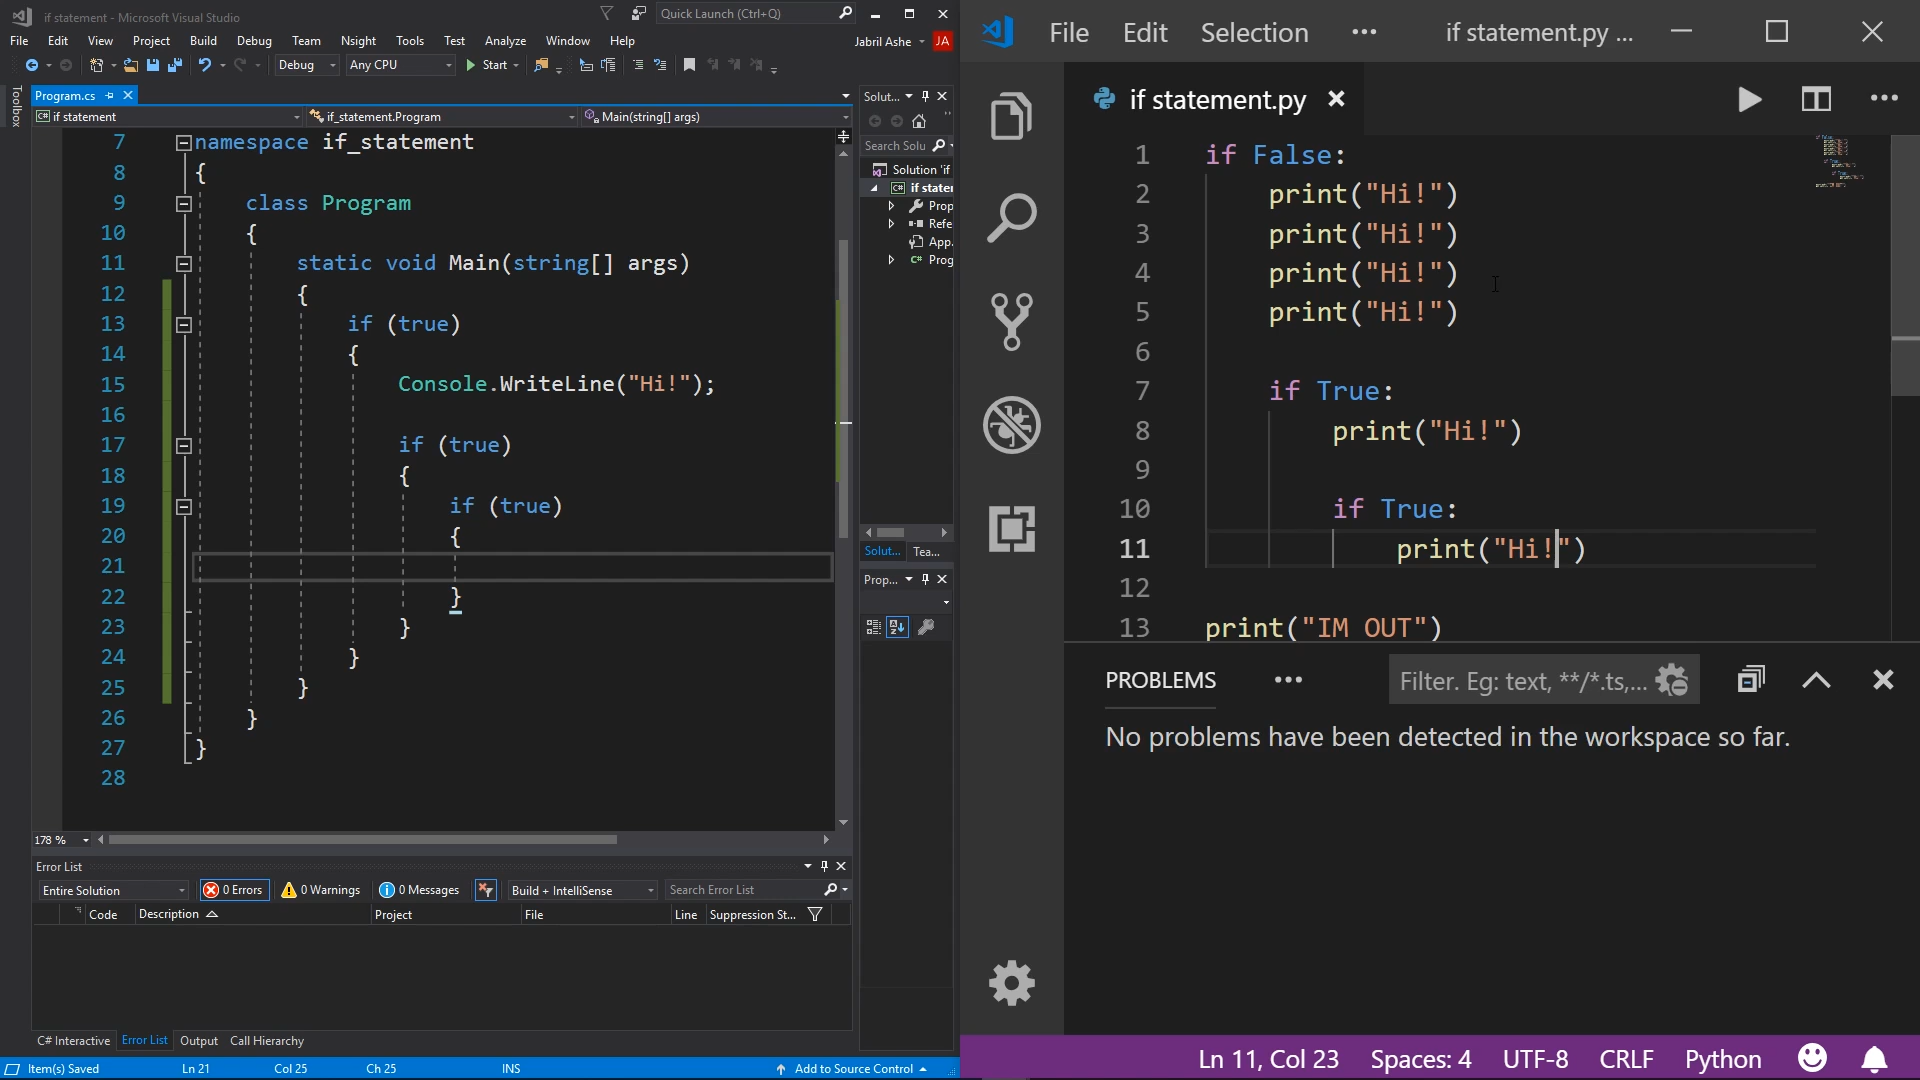 if statement - Microsoft Visual Studio
Quick Launch (Ctrl+Q)
File Edit View Project Build Debug Team Nsight Tools Test Analyze Window Help
Jabril Ashe JA
Debug Any CPU Start
Toolbox
Program.cs
if statement if_statement.Program Main(string[] args)
7 namespace if_statement
8 {
9 class Program
10 {
11 static void Main(string[] args)
12 {
13 if (true)
14 {
15 Console.WriteLine("Hi!");
16
17 if (true)
18 {
19 if (true)
20 {
21
22 }
23 }
24 }
25 }
26 }
27 }
28
178 %
Solut...
Search Solu
Solution 'if
if stater
Prop
Refe
App.
Prog
Solut... Tea...
Prop...
Error List
Entire Solution 0 Errors 0 Warnings 0 Messages Build + IntelliSense Search Error List
Code Description Project File Line Suppression St...
C# Interactive Error List Output Call Hierarchy
Item(s) Saved Ln 21 Col 25 Ch 25 INS Add to Source Control
File Edit Selection ... if statement.py ...
if statement.py
1 if False:
2 print("Hi!")
3 print("Hi!")
4 print("Hi!")
5 print("Hi!")
6
7 if True:
8 print("Hi!")
9
10 if True:
11 print("Hi!")
12
13 print("IM OUT")
PROBLEMS ... Filter. Eg: text, **/*.ts,...
No problems have been detected in the workspace so far.
Ln 11, Col 23 Spaces: 4 UTF-8 CRLF Python